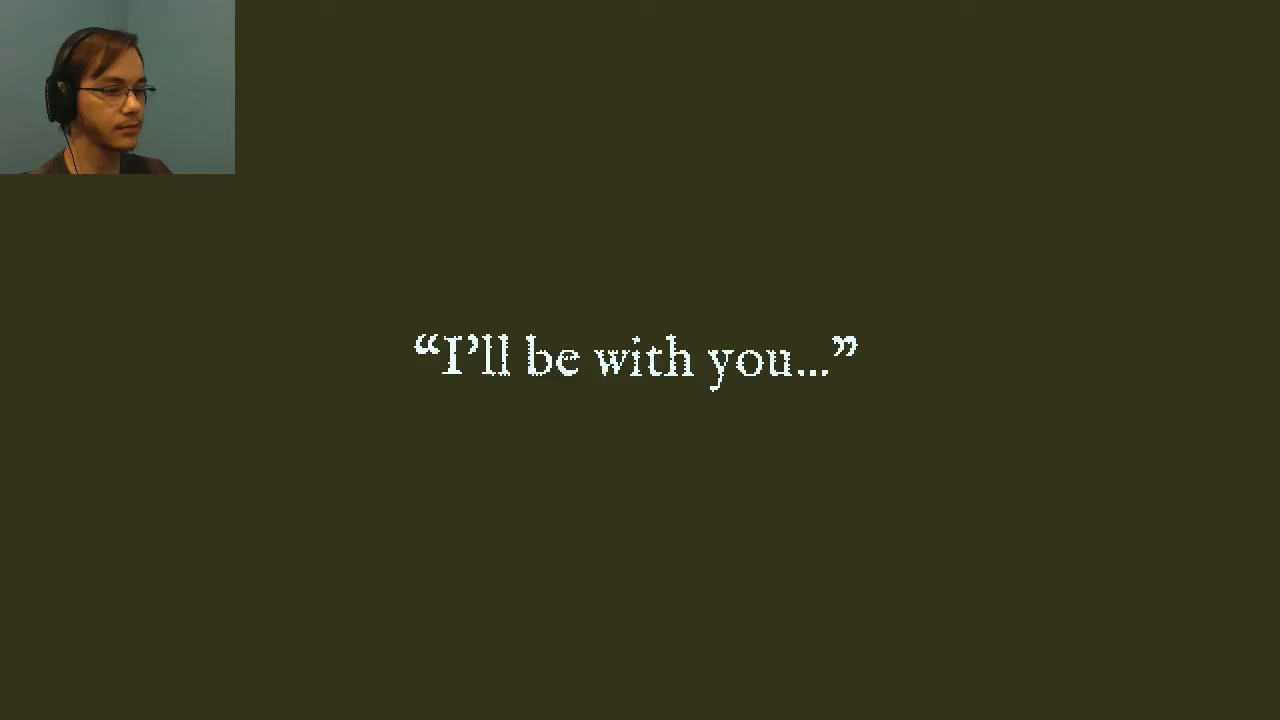 “I’ll be with you...”